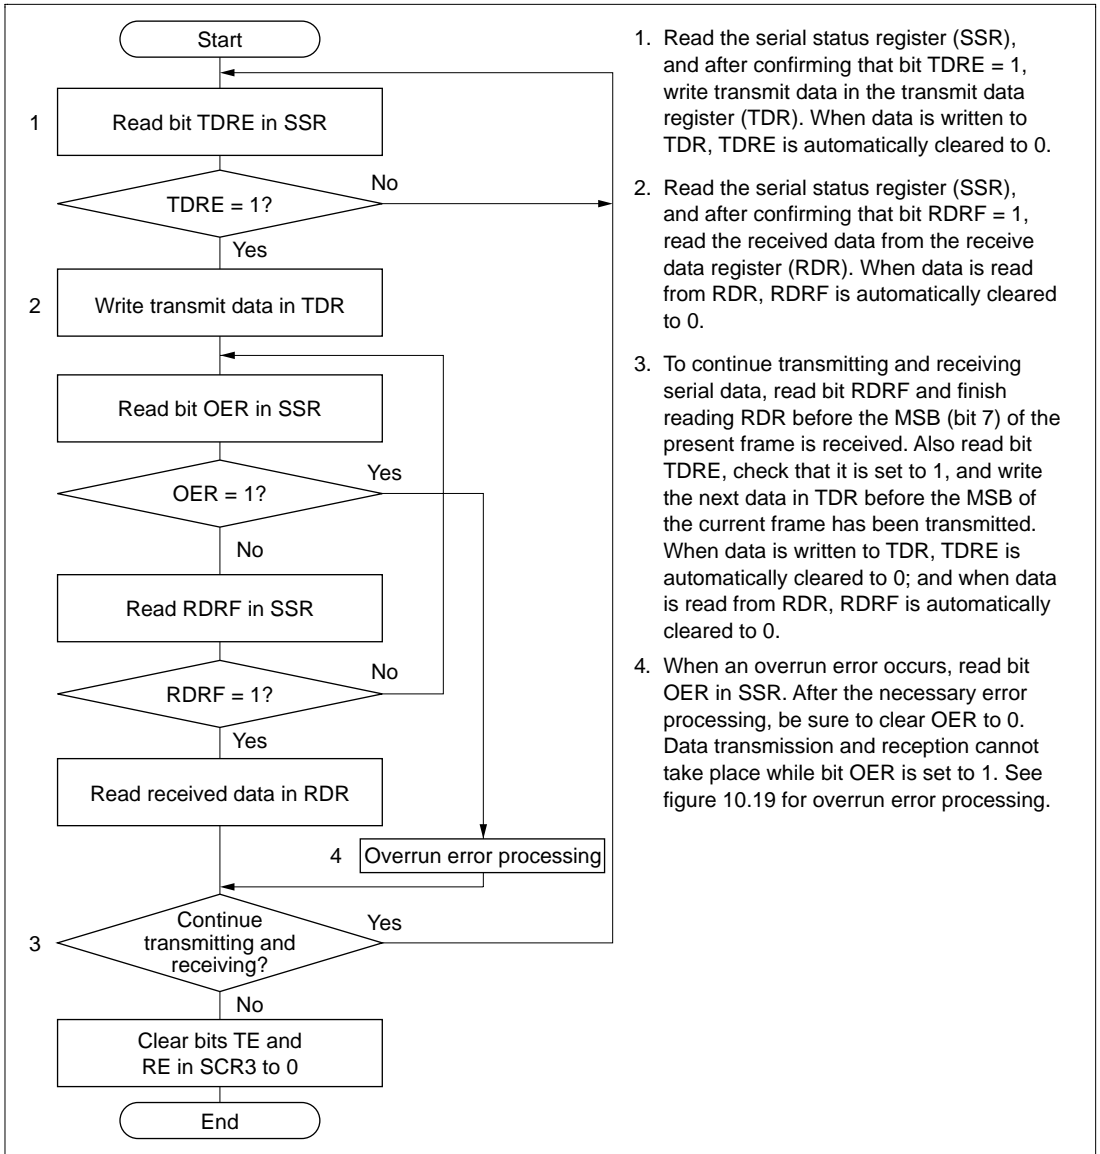 Start
1
Read bit TDRE in SSR
TDRE = 1?
No
Yes
2
Write transmit data in TDR
Read bit OER in SSR
OER = 1?
Yes
No
Read RDRF in SSR
RDRF = 1?
No
Yes
Read received data in RDR
4
Overrun error processing
3
Continue
transmitting and
receiving?
Yes
No
Clear bits TE and
RE in SCR3 to 0
End
1. Read the serial status register (SSR),
and after confirming that bit TDRE = 1,
write transmit data in the transmit data
register (TDR). When data is written to
TDR, TDRE is automatically cleared to 0.
2. Read the serial status register (SSR),
and after confirming that bit RDRF = 1,
read the received data from the receive
data register (RDR). When data is read
from RDR, RDRF is automatically cleared
to 0.
3. To continue transmitting and receiving
serial data, read bit RDRF and finish
reading RDR before the MSB (bit 7) of the
present frame is received. Also read bit
TDRE, check that it is set to 1, and write
the next data in TDR before the MSB of
the current frame has been transmitted.
When data is written to TDR, TDRE is
automatically cleared to 0; and when data
is read from RDR, RDRF is automatically
cleared to 0.
4. When an overrun error occurs, read bit
OER in SSR. After the necessary error
processing, be sure to clear OER to 0.
Data transmission and reception cannot
take place while bit OER is set to 1. See
figure 10.19 for overrun error processing.